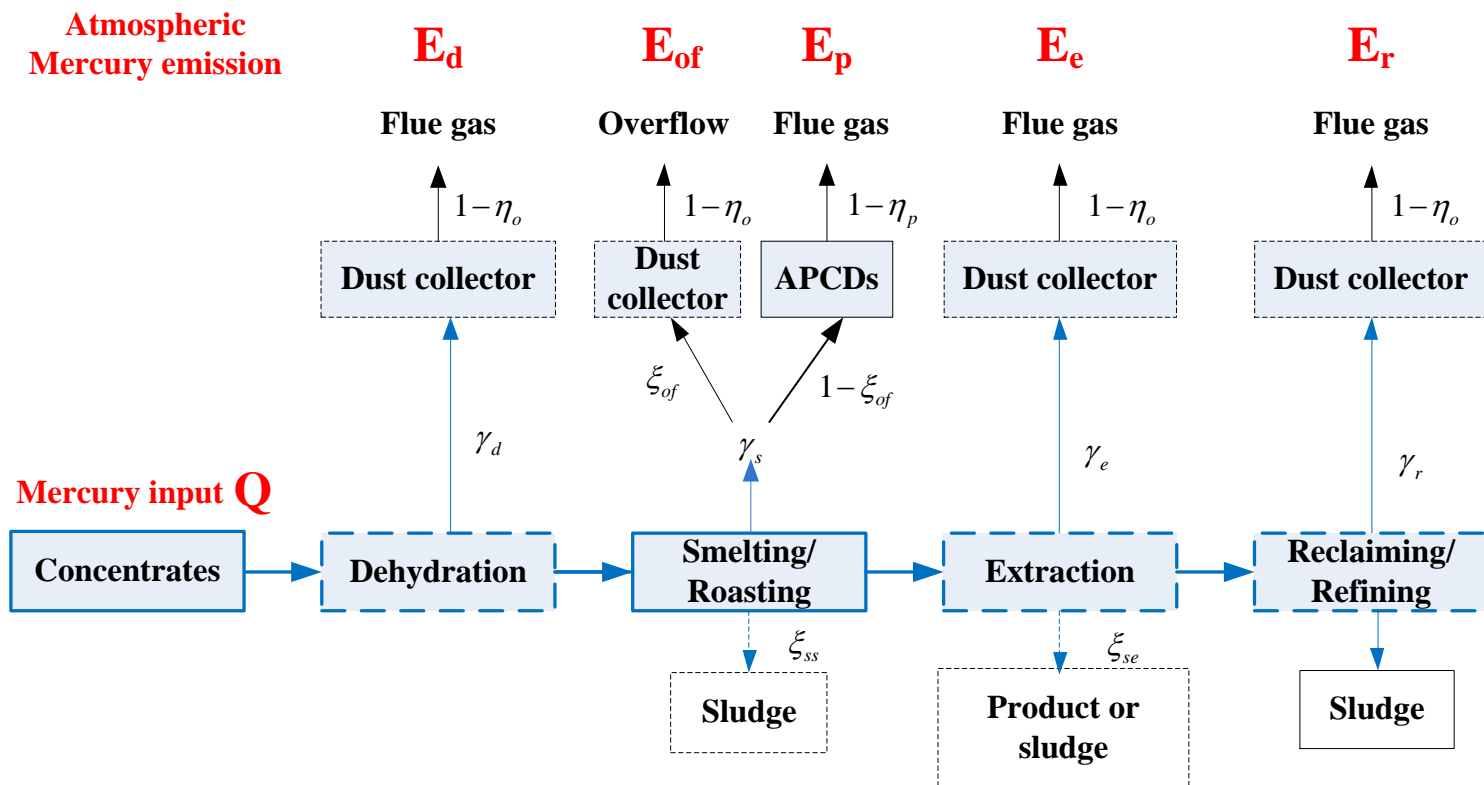 Atmospheric
Mercury emission
E_d
E_of
E_p
E_e
E_r
Flue gas
Overflow
Flue gas
Flue gas
Flue gas
1−η_o
1−η_o
1−η_p
1−η_o
1−η_o
Dust collector
Dust
collector
APCDs
Dust collector
Dust collector
ξ_of
1−ξ_of
γ_d
γ_s
γ_e
γ_r
Mercury input Q
Concentrates
Dehydration
Smelting/
Roasting
Extraction
Reclaiming/
Refining
ξ_ss
ξ_se
Sludge
Product or
sludge
Sludge